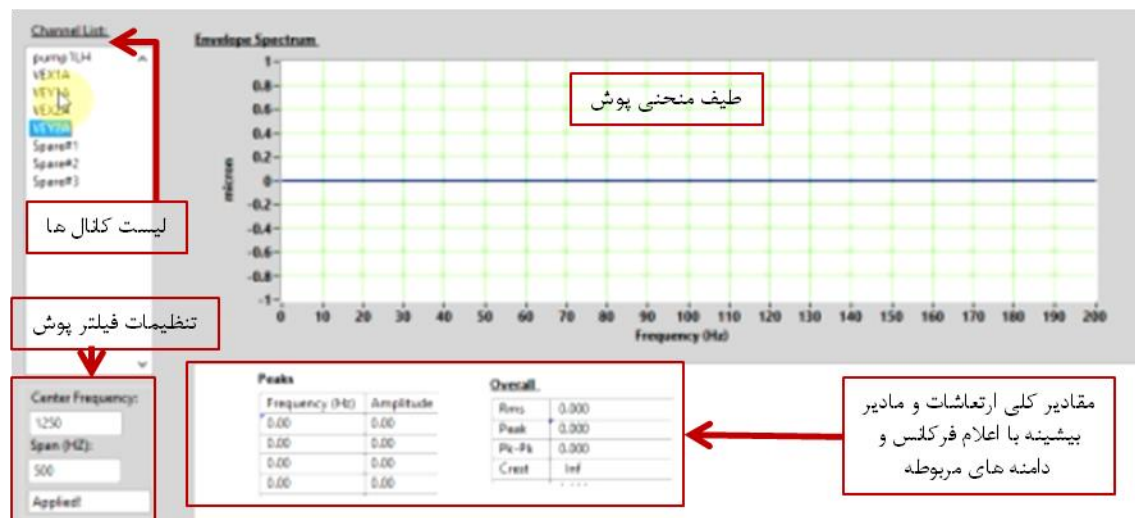 Channel List:
pump1LH
VEX1A
VEY1A
VEX2A
VEY2A
Spare#1
Spare#2
Spare#3
لیست کانال ها
تنظیمات فیلتر پوش
Center Frequency:
1250
Span (HZ):
500
Applied!
Envelope Spectrum
طیف منحنی پوش
micron
1
0.8
0.6
0.4
0.2
0
-0.2
-0.4
-0.6
-0.8
-1
0 10 20 30 40 50 60 70 80 90 100 110 120 130 140 150 160 170 180 190 200
Frequency (Hz)
Peaks
Frequency (Hz) Amplitude
0.00 0.00
0.00 0.00
0.00 0.00
0.00 0.00
Overall
Rms 0.000
Peak 0.000
Pk-Pk 0.000
Crest Inf
مقادیر کلی ارتعاشات و مادیر
بیشینه با اعلام فرکانس و
دامنه های مربوطه